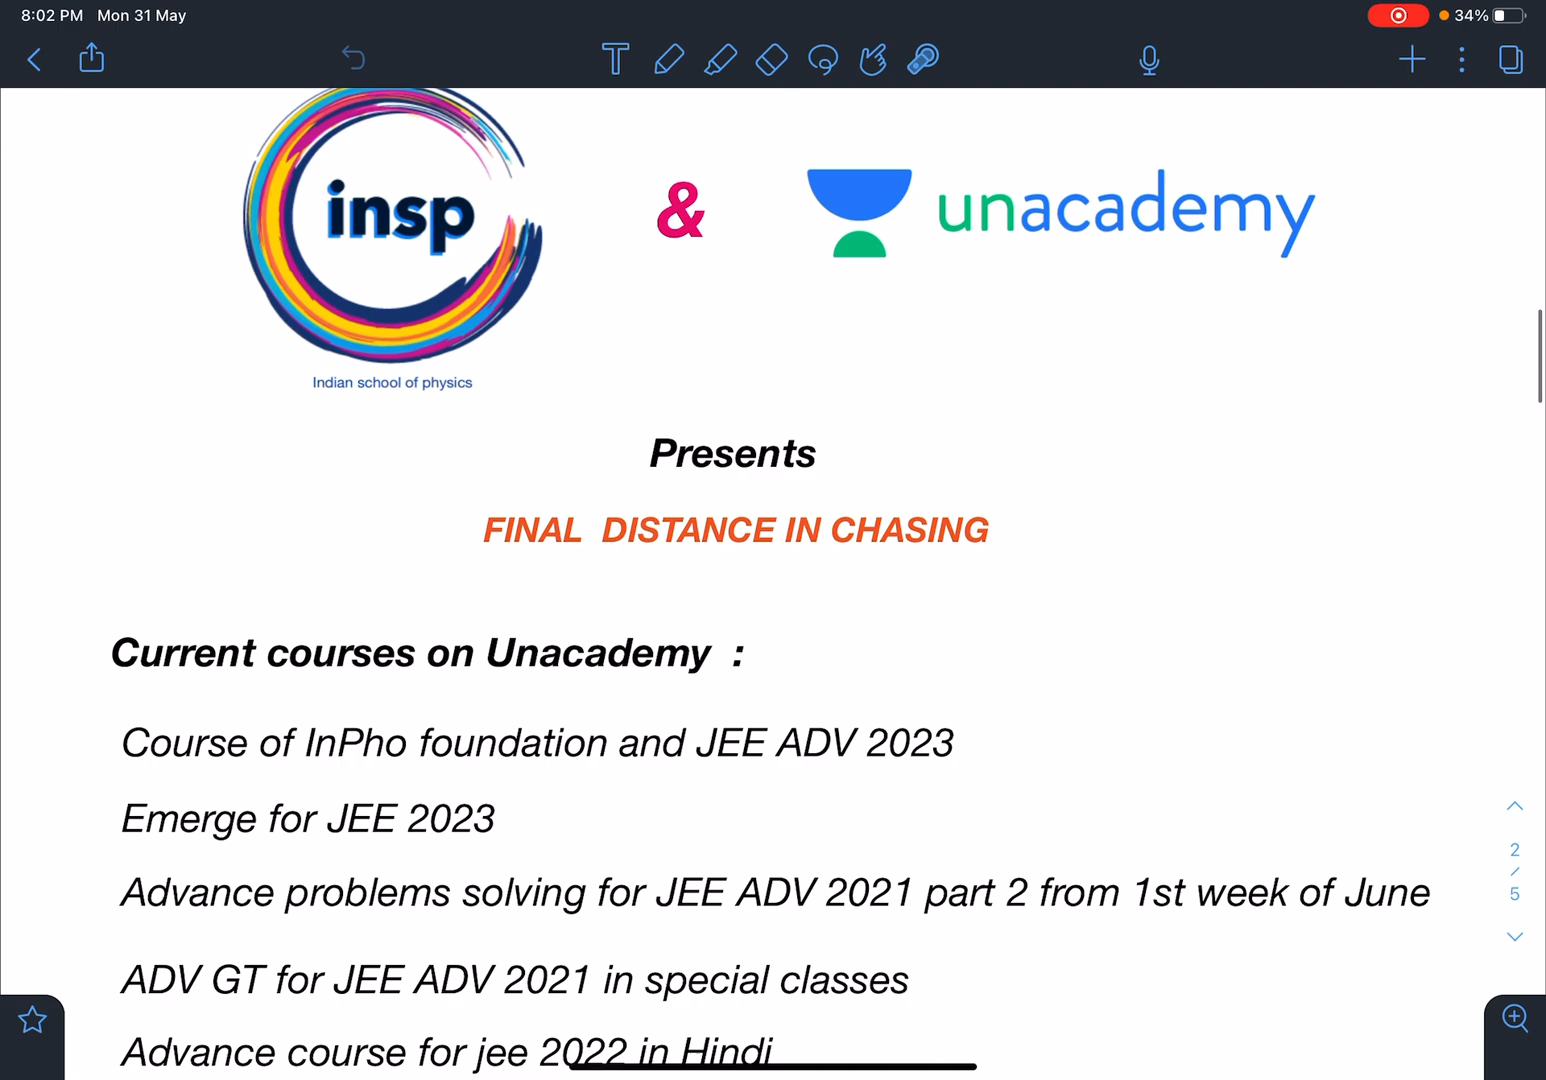 8:02 PM Mon 31 May
34%
insp & unacademy
Indian school of physics
Presents
FINAL DISTANCE IN CHASING
Current courses on Unacademy :
Course of InPho foundation and JEE ADV 2023
Emerge for JEE 2023
Advance problems solving for JEE ADV 2021 part 2 from 1st week of June
ADV GT for JEE ADV 2021 in special classes
Advance course for jee 2022 in Hindi
2
/
5